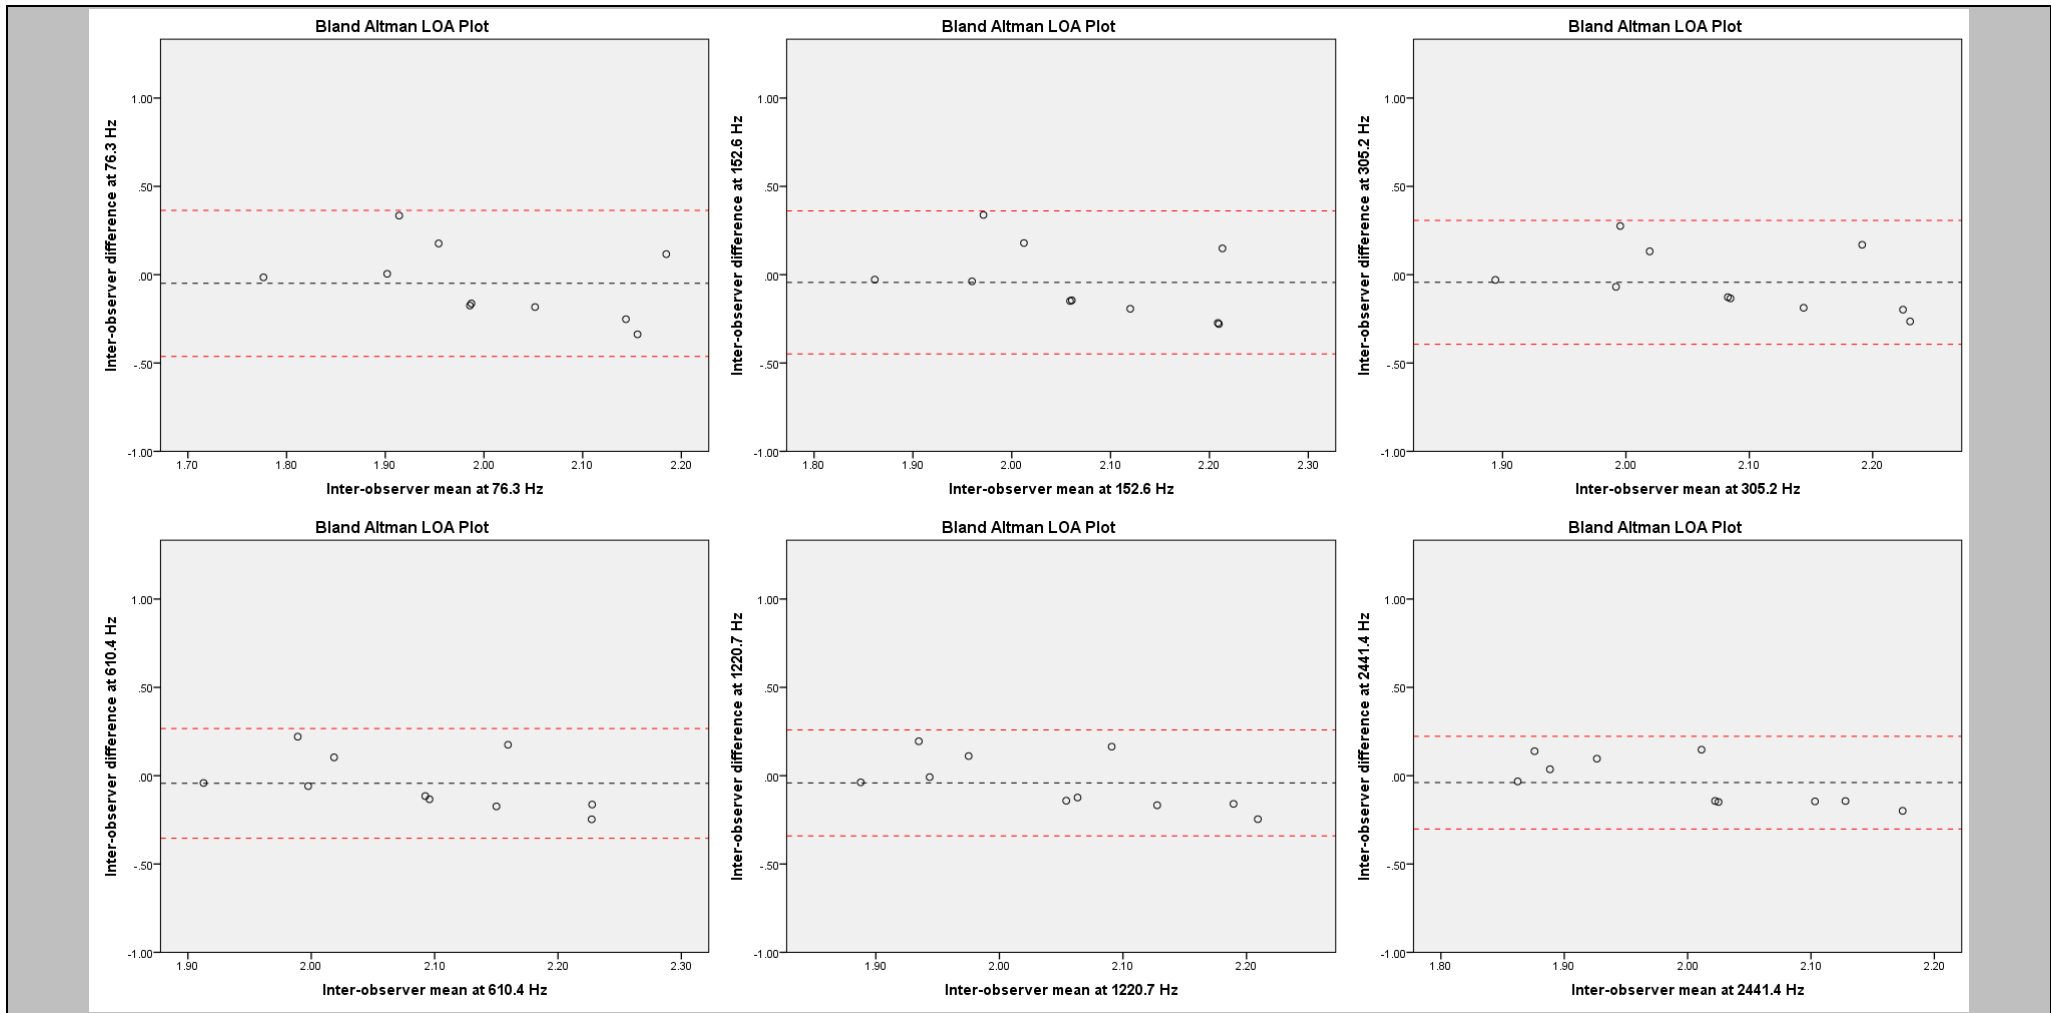 Bland Altman LOA Plot
Inter-observer difference at 76.3 Hz
1.00
.50
.00
-.50
-1.00
1.70 1.80 1.90 2.00 2.10 2.20
Inter-observer mean at 76.3 Hz
Bland Altman LOA Plot
Inter-observer difference at 152.6 Hz
1.00
.50
.00
-.50
-1.00
1.80 1.90 2.00 2.10 2.20 2.30
Inter-observer mean at 152.6 Hz
Bland Altman LOA Plot
Inter-observer difference at 305.2 Hz
1.00
.50
.00
-.50
-1.00
1.90 2.00 2.10 2.20
Inter-observer mean at 305.2 Hz
Bland Altman LOA Plot
Inter-observer difference at 610.4 Hz
1.00
.50
.00
-.50
-1.00
1.90 2.00 2.10 2.20 2.30
Inter-observer mean at 610.4 Hz
Bland Altman LOA Plot
Inter-observer difference at 1220.7 Hz
1.00
.50
.00
-.50
-1.00
1.90 2.00 2.10 2.20
Inter-observer mean at 1220.7 Hz
Bland Altman LOA Plot
Inter-observer difference at 2441.4 Hz
1.00
.50
.00
-.50
-1.00
1.80 1.90 2.00 2.10 2.20
Inter-observer mean at 2441.4 Hz